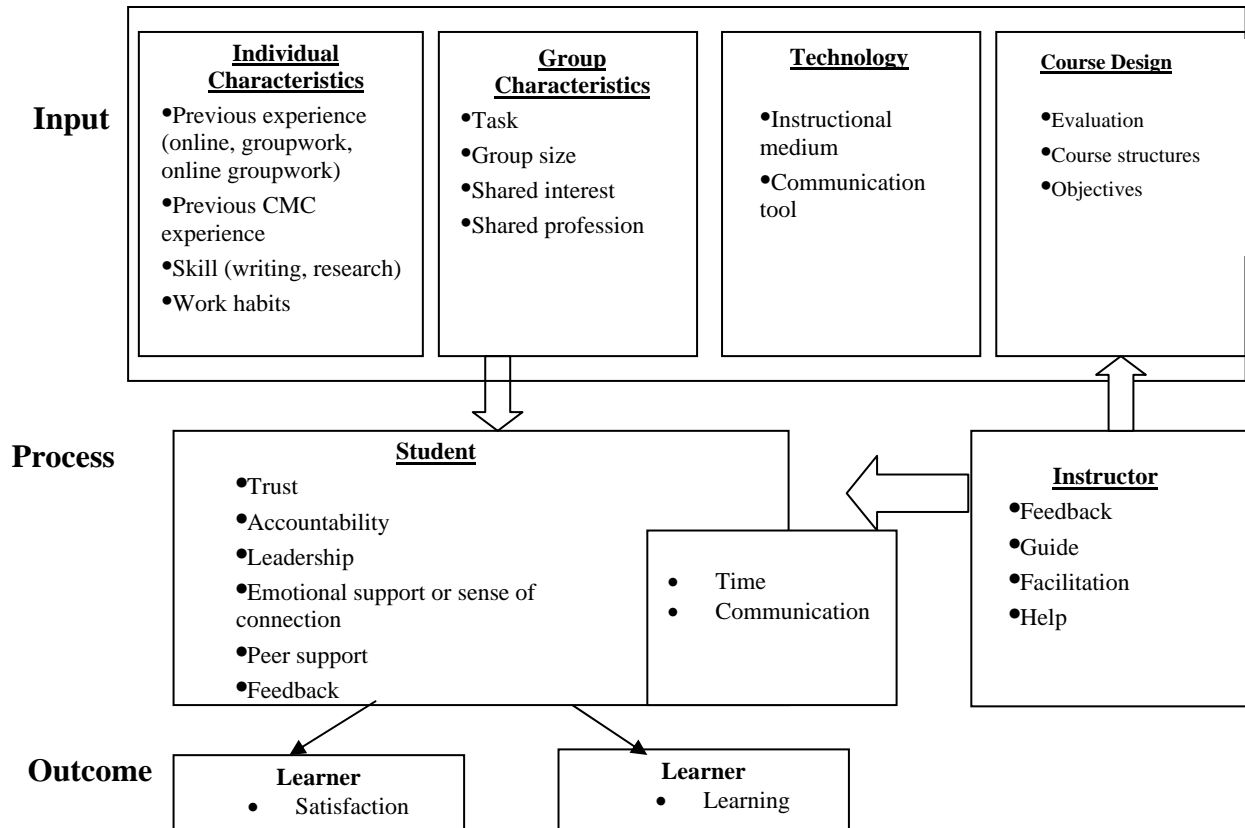 Input
Individual
Characteristics
•Previous experience
(online, groupwork,
online groupwork)
•Previous CMC
experience
•Skill (writing, research)
•Work habits
Group
Characteristics
•Task
•Group size
•Shared interest
•Shared profession
Technology
•Instructional
medium
•Communication
tool
Course Design
•Evaluation
•Course structures
•Objectives
Process
Student
•Trust
•Accountability
•Leadership
•Emotional support or sense of
connection
•Peer support
•Feedback
• Time
• Communication
Instructor
•Feedback
•Guide
•Facilitation
•Help
Outcome
Learner
• Satisfaction
Learner
• Learning